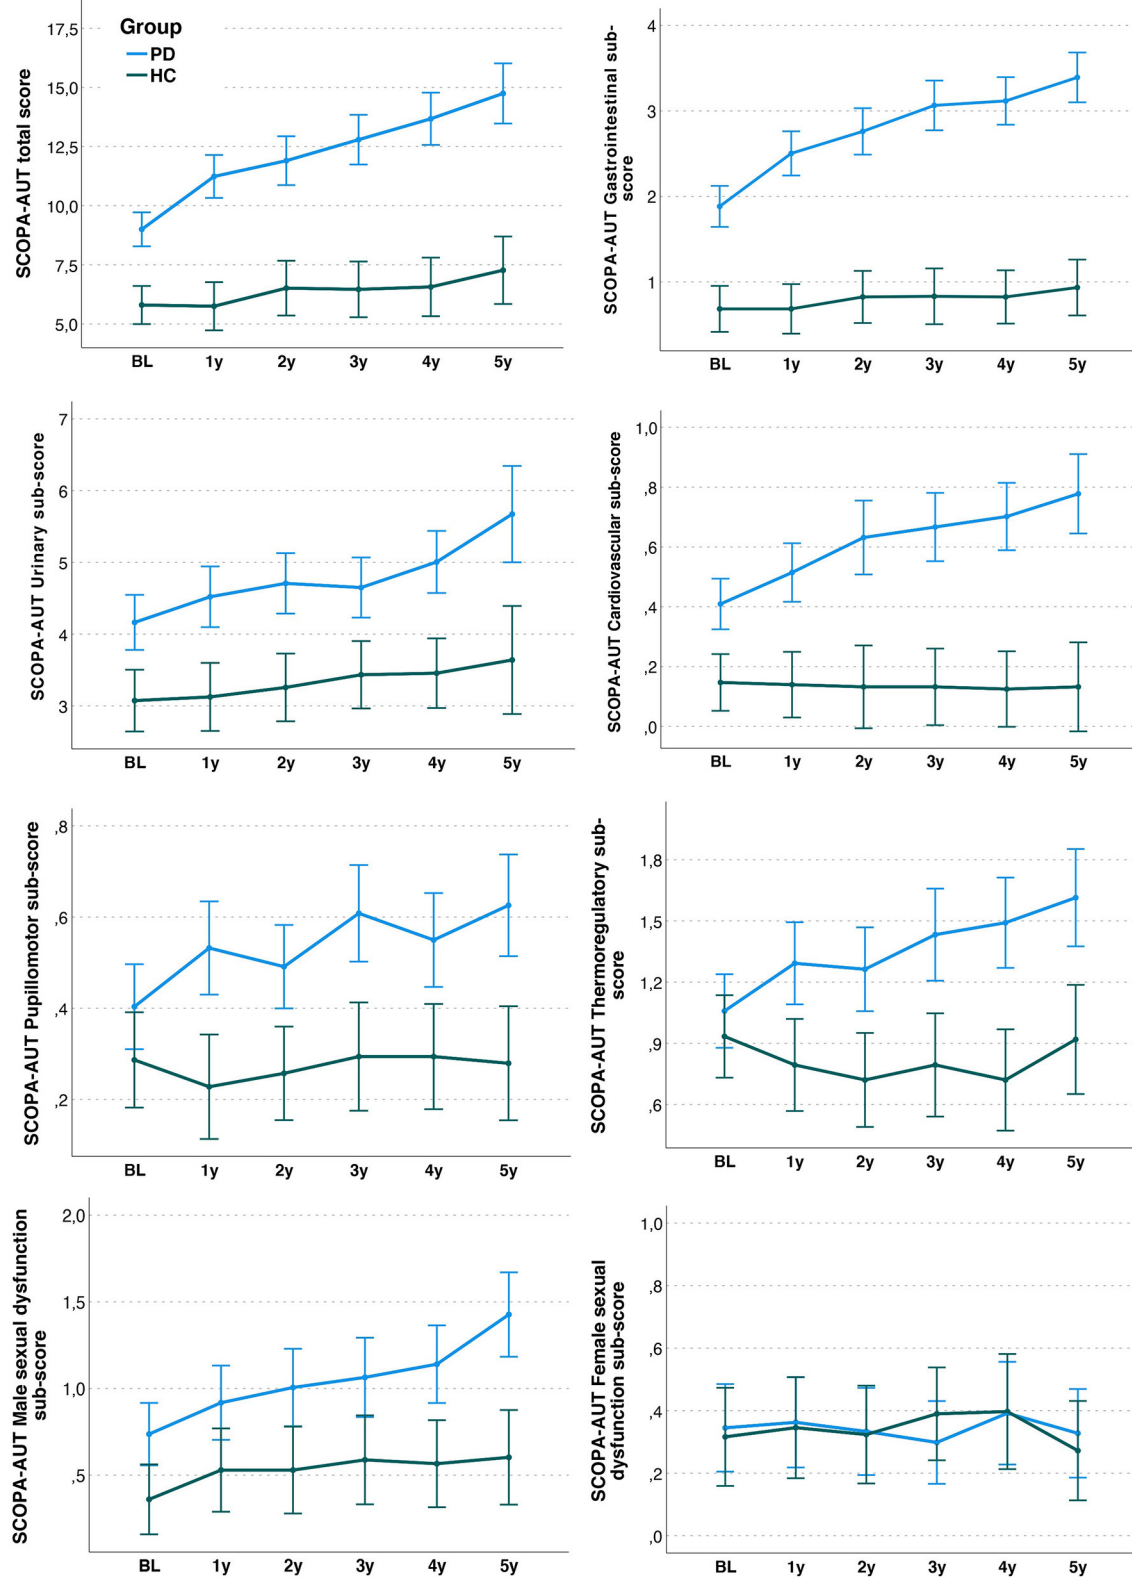 Group
PD
HC
SCOPA-AUT total score
17,5
15,0
12,5
10,0
7,5
5,0
BL 1y 2y 3y 4y 5y
SCOPA-AUT Gastrointestinal sub-
score
4
3
2
1
BL 1y 2y 3y 4y 5y
SCOPA-AUT Urinary sub-score
7
6
5
4
3
BL 1y 2y 3y 4y 5y
SCOPA-AUT Cardiovascular sub-score
1,0
,8
,6
,4
,2
,0
BL 1y 2y 3y 4y 5y
SCOPA-AUT Pupillomotor sub-score
,8
,6
,4
,2
BL 1y 2y 3y 4y 5y
SCOPA-AUT Thermoregulatory sub-
score
1,8
1,5
1,2
,9
,6
BL 1y 2y 3y 4y 5y
SCOPA-AUT Male sexual dysfunction
sub-score
2,0
1,5
1,0
,5
BL 1y 2y 3y 4y 5y
SCOPA-AUT Female sexual
dysfunction sub-score
1,0
,8
,6
,4
,2
,0
BL 1y 2y 3y 4y 5y